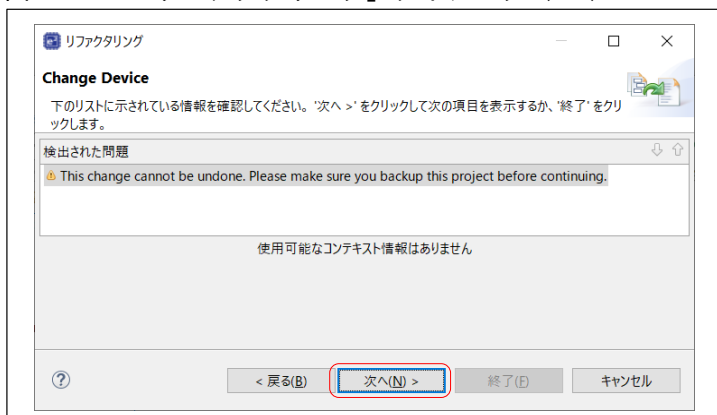 リファクタリング
Change Device
下のリストに示されている情報を確認してください。'次へ >' をクリックして次の項目を表示するか、'終了' をクリ
ックします。
検出された問題
This change cannot be undone. Please make sure you backup this project before continuing.
使用可能なコンテキスト情報はありません
< 戻る(B) 次へ(N) > 終了(F) キャンセル